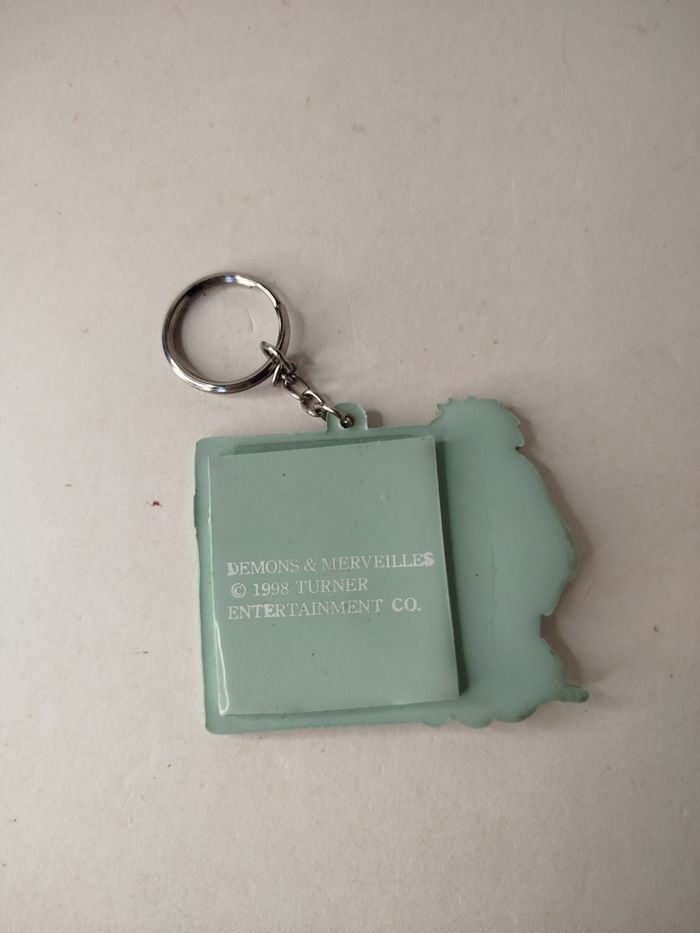 DEMONS & MERVEILLES
© 1998 TURNER
ENTERTAINMENT CO.